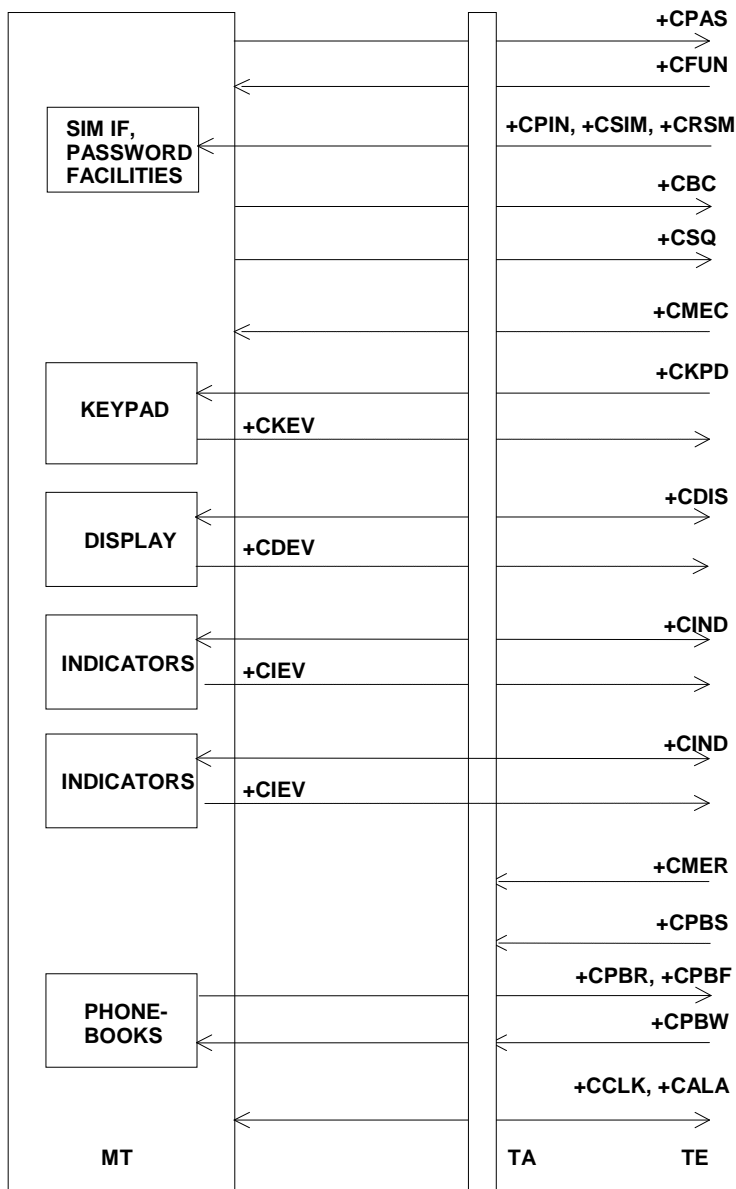 +CPAS
+CFUN
SIM IF,
PASSWORD
FACILITIES
+CPIN, +CSIM, +CRSM
+CBC
+CSQ
+CMEC
+CKPD
KEYPAD
+CKEV
+CDIS
DISPLAY
+CDEV
+CIND
INDICATORS
+CIEV
+CIND
INDICATORS
+CIEV
+CMER
+CPBS
+CPBR, +CPBF
PHONE-
BOOKS
+CPBW
+CCLK, +CALA
MT
TA
TE